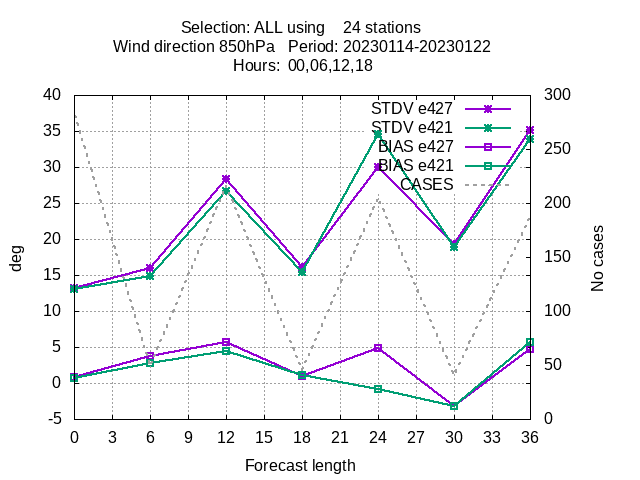 Selection: ALL using 24 stations
Wind direction 850hPa Period: 20230114-20230122
Hours: 00,06,12,18
STDV e427
STDV e421
BIAS e427
BIAS e421
CASES
40
35
30
25
20
15
10
5
0
-5
deg
300
250
200
150
100
50
0
No cases
0 3 6 9 12 15 18 21 24 27 30 33 36
Forecast length